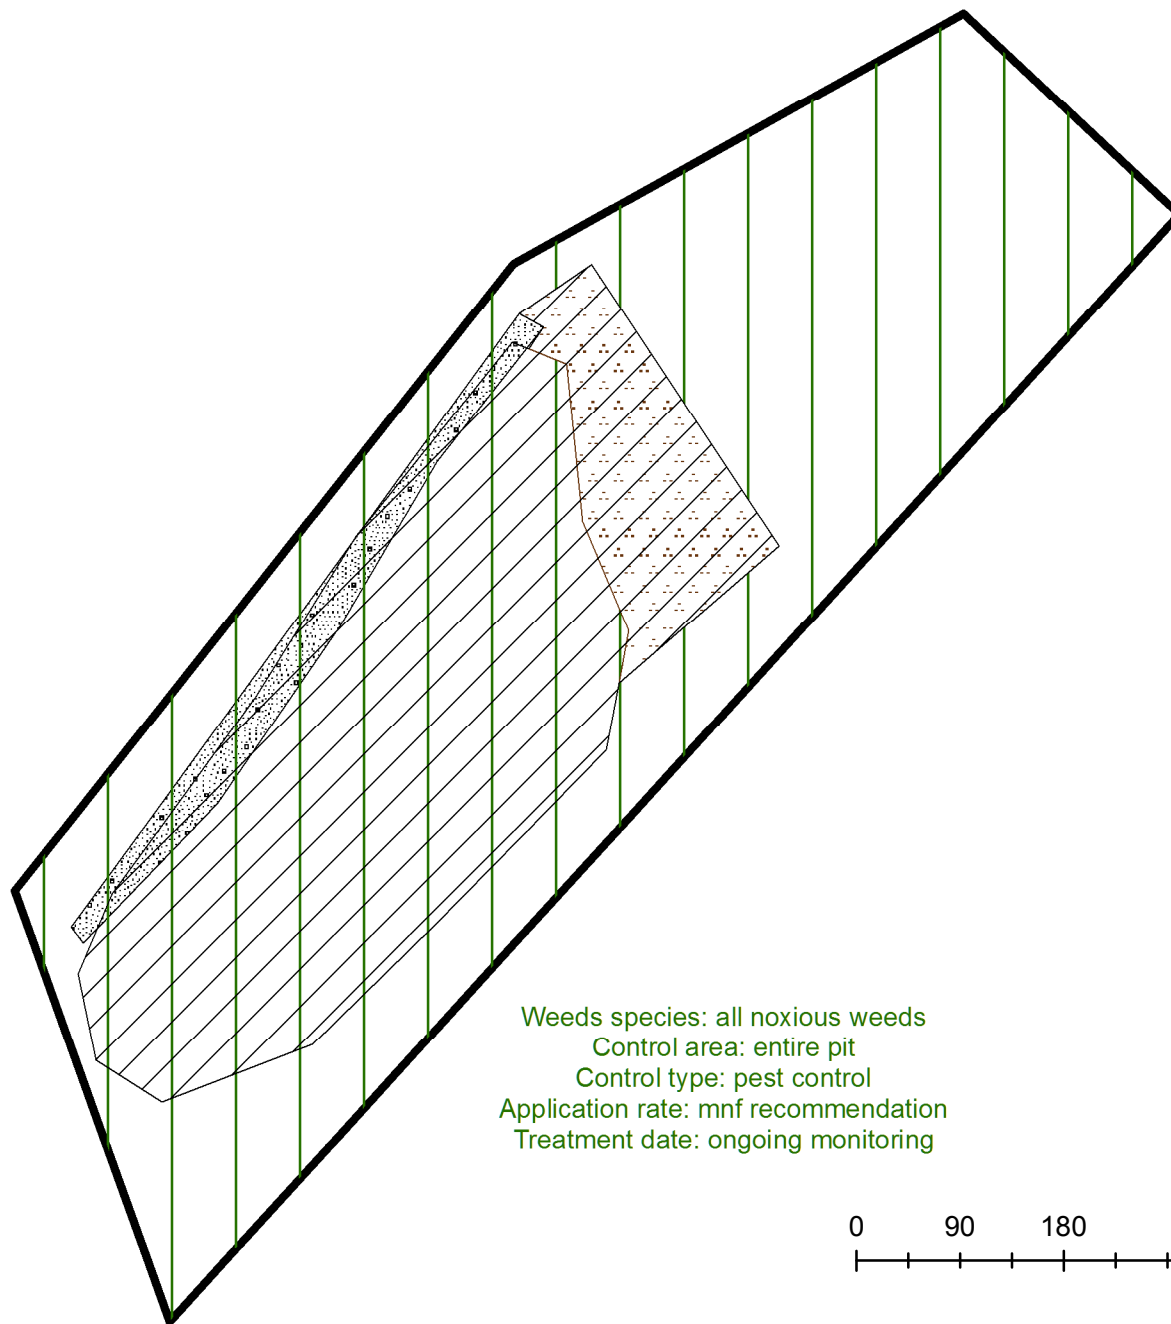 Weeds species: all noxious weeds
Control area: entire pit
Control type: pest control
Application rate: mnf recommendation
Treatment date: ongoing monitoring
0 90 180